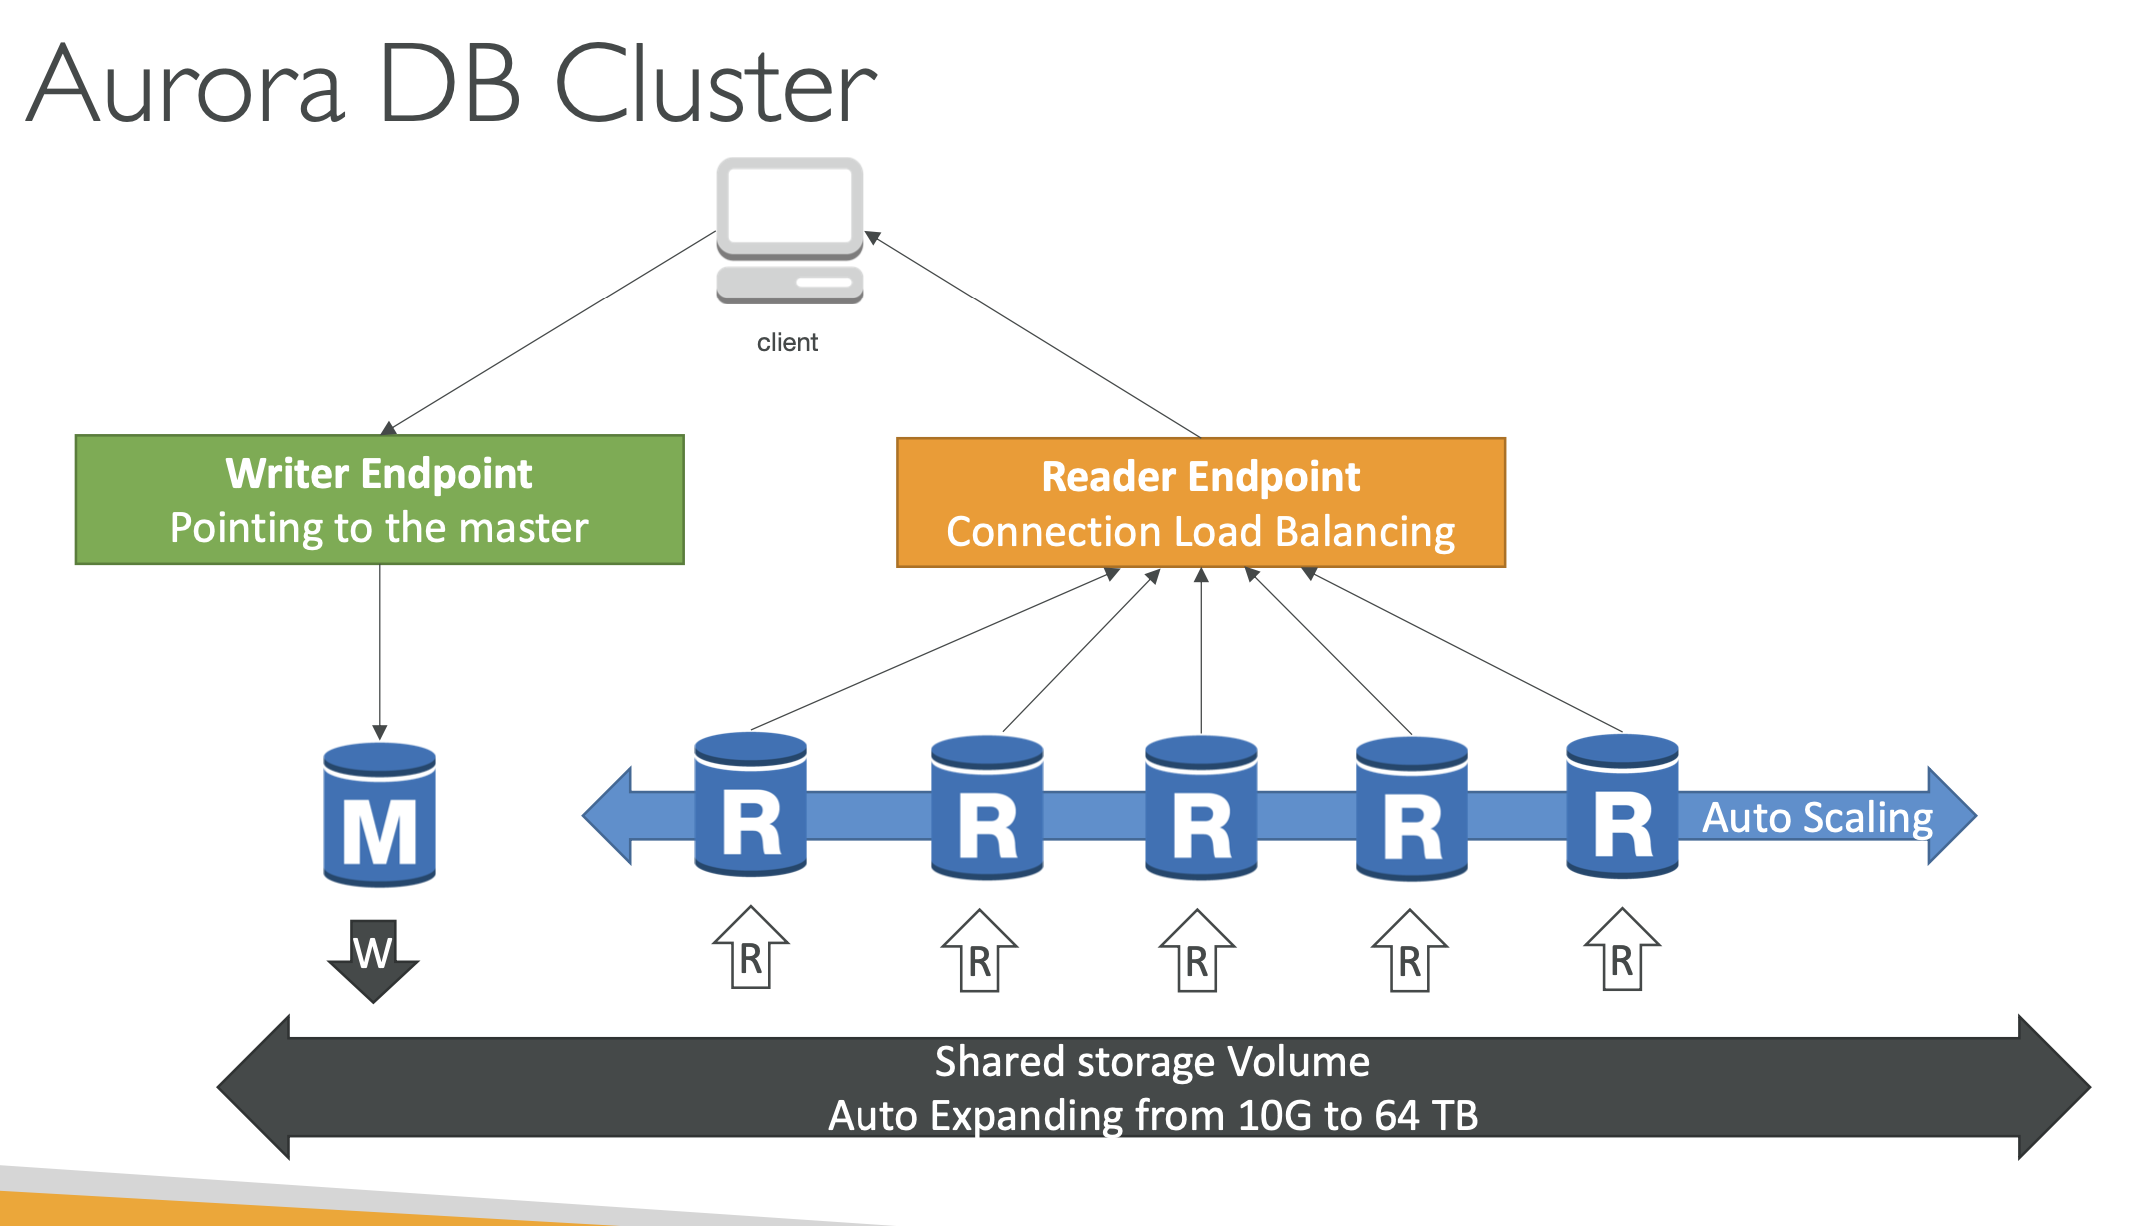 Aurora DB Cluster
client
Writer Endpoint
Pointing to the master
Reader Endpoint
Connection Load Balancing
M
R
R
R
R
R
Auto Scaling
W
R
R
R
R
R
Shared storage Volume
Auto Expanding from 10G to 64 TB